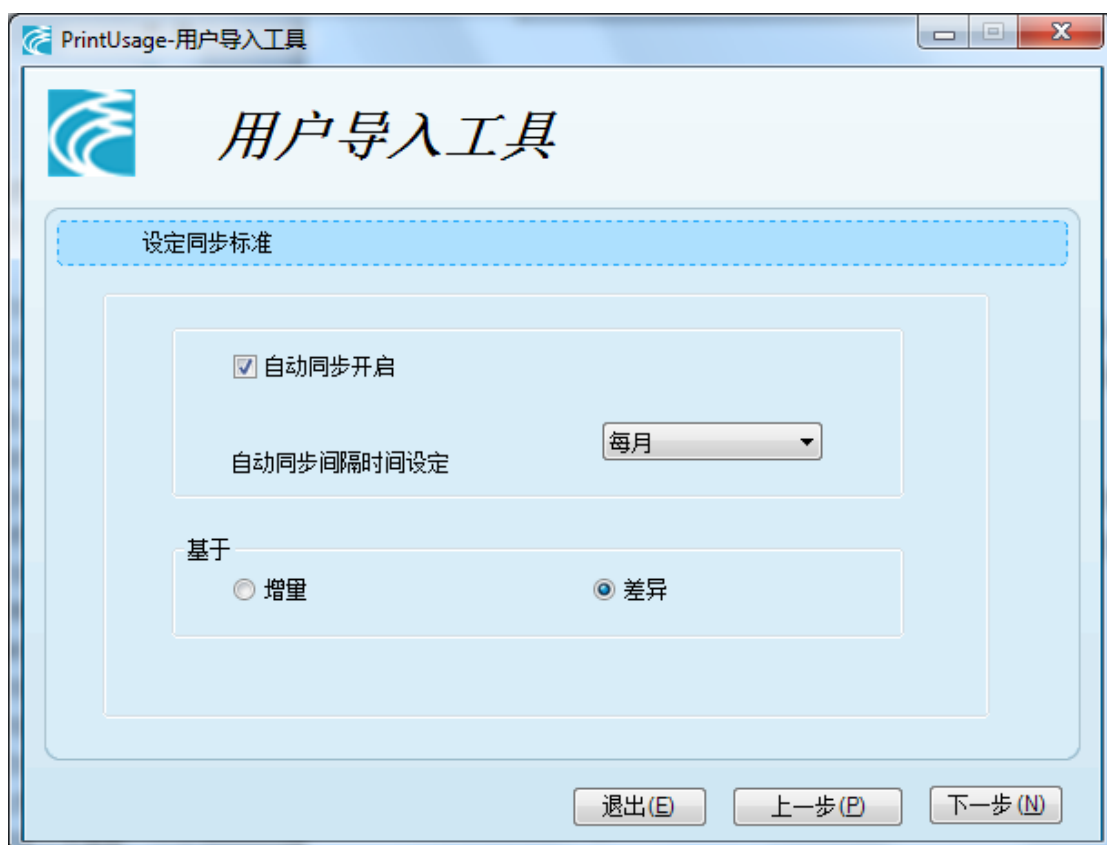 PrintUsage-用户导入工具
用户导入工具
设定同步标准
自动同步开启
每月
自动同步间隔时间设定
基于
增量
差异
退出(E)
上一步(P)
下一步(N)